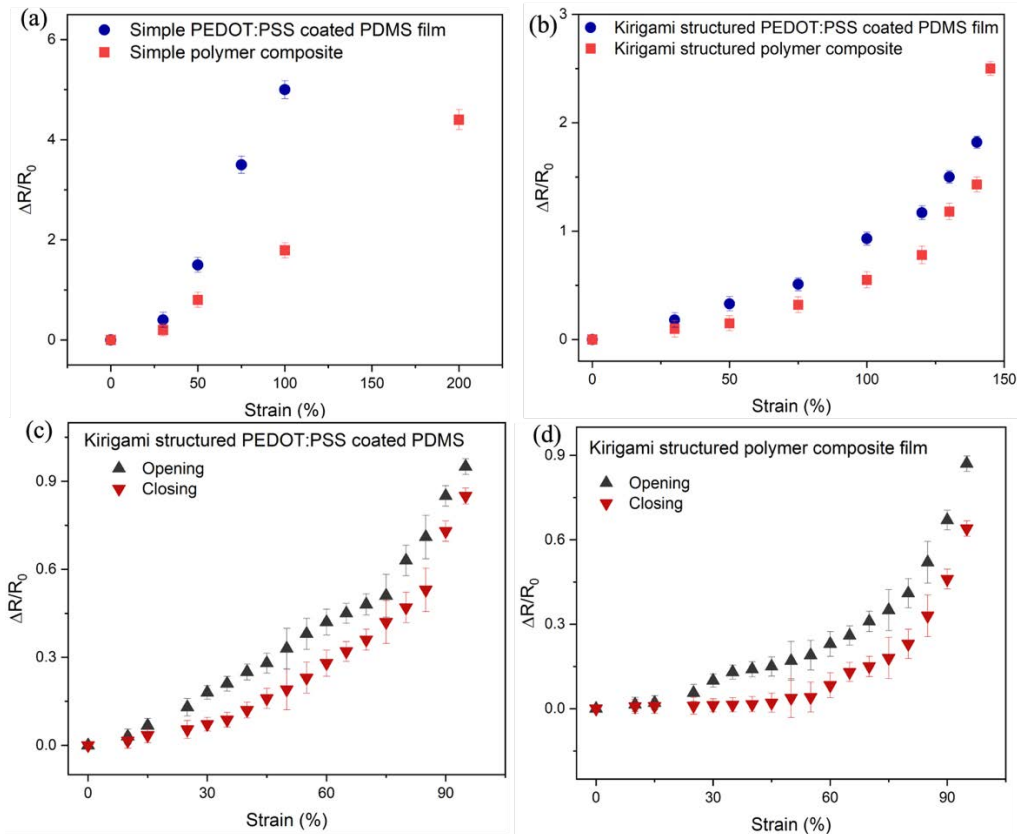 (a)
Simple PEDOT:PSS coated PDMS film
Simple polymer composite
6
4
2
0
ΔR/R₀
0
50
100
150
200
Strain (%)
(b)
Kirigami structured PEDOT:PSS coated PDMS film
Kirigami structured polymer composite
3
2
1
0
ΔR/R₀
0
50
100
150
Strain (%)
(c)
Kirigami structured PEDOT:PSS coated PDMS
Opening
Closing
0.9
0.6
0.3
0.0
ΔR/R₀
0
30
60
90
Strain (%)
(d)
Kirigami structured polymer composite film
Opening
Closing
0.9
0.6
0.3
0.0
ΔR/R₀
0
30
60
90
Strain (%)